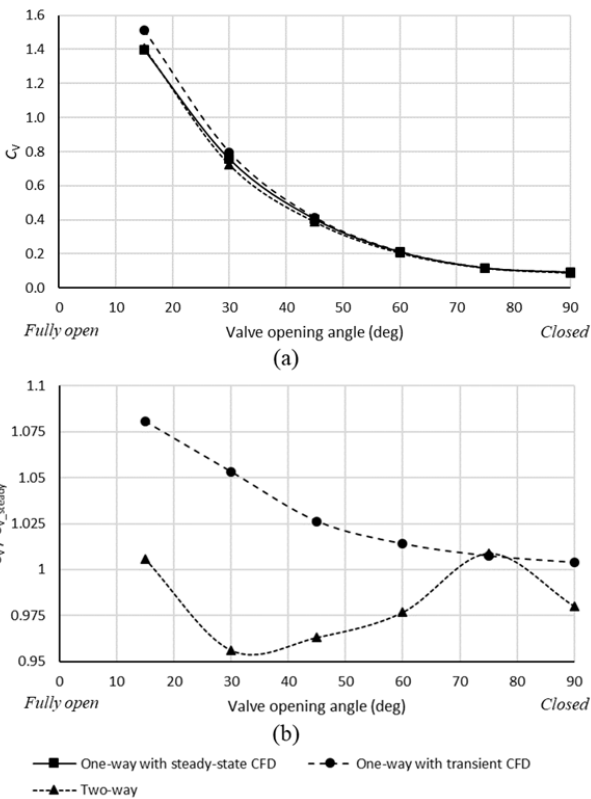 1.6
1.4
1.2
1.0
0.8
0.6
0.4
0.2
0.0
Cv
0 10 20 30 40 50 60 70 80 90
Fully open Valve opening angle (deg) Closed
(a)
1.1
1.075
1.05
1.025
1
0.975
0.95
0 10 20 30 40 50 60 70 80 90
Fully open Valve opening angle (deg) Closed
(b)
One-way with steady-state CFD One-way with transient CFD
Two-way